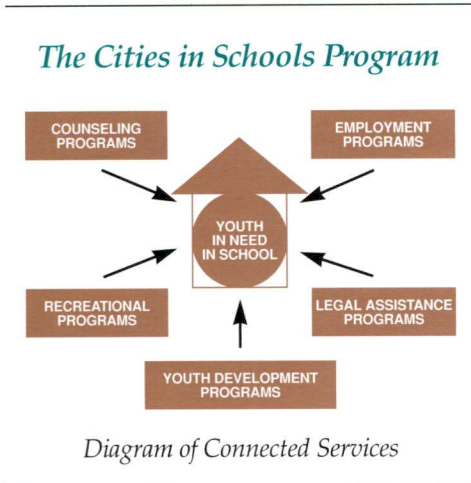 The Cities in Schools Program
COUNSELING
PROGRAMS
EMPLOYMENT
PROGRAMS
YOUTH
IN NEED
IN SCHOOL
RECREATIONAL
PROGRAMS
LEGAL ASSISTANCE
PROGRAMS
YOUTH DEVELOPMENT
PROGRAMS
Diagram of Connected Services